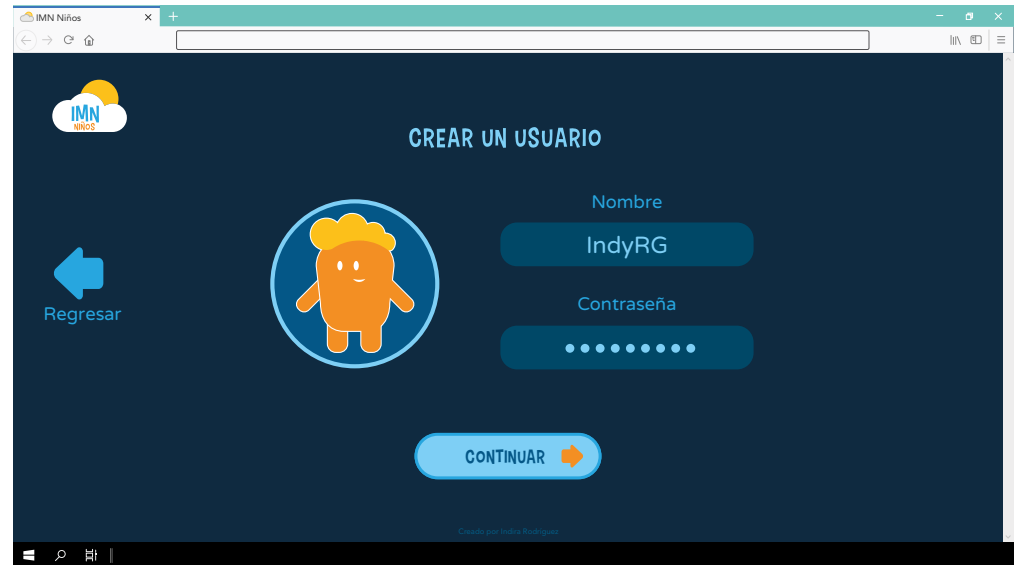 IMN Niños
IMN
NIÑOS
CREAR UN USUARIO
Nombre
IndyRG
Contraseña
Regresar
CONTINUAR
Creado por Indira Rodríguez